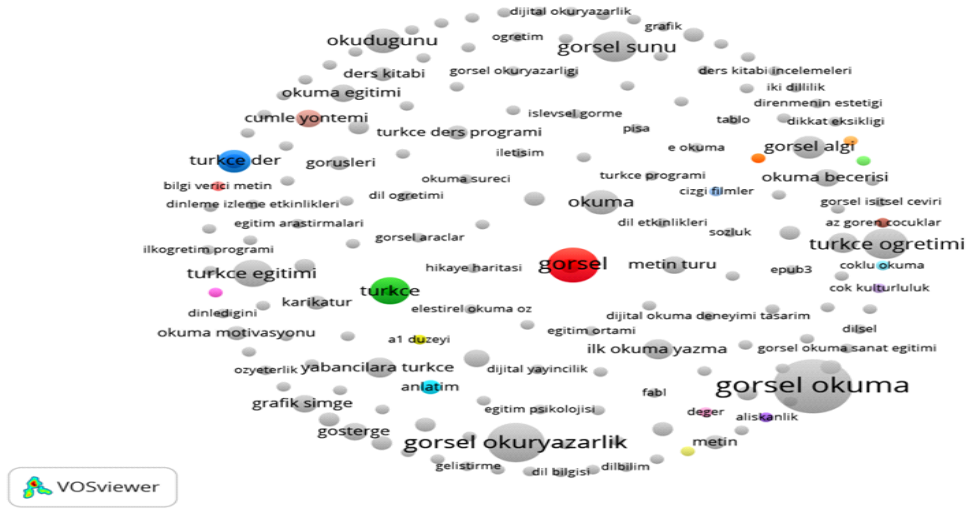 dijital okuryazarlik
grafik
okudugunu
ogretim
gorsel sunu
ders kitabi
gorsel okuryazarligi
ders kitabi incelemeleri
okuma egitimi
iki dillilik
direnmenin estetigi
cumle yontemi
islevsel gorme
tablo
dikkat eksikligi
turkce ders programi
pisa
turkce der
gorusleri
iletisim
e okuma
gorsel algi
bilgi verici metin
okuma sureci
turkce programi
okuma becerisi
dil ogretimi
cizgi filmler
dinleme izleme etkinlikleri
okuma
gorsel isitsel ceviri
egitim arastirmalari
dil etkinlikleri
az goren cocuklar
gorsel araclar
sozluk
ilkogretim programi
turkce ogretimi
turkce egitimi
hikaye haritasi
gorsel
metin turu
epub3
coklu okuma
turkce
cok kulturluluk
karikatur
dinledigini
elestirel okuma oz
dijital okuma deneyimi tasarim
okuma motivasyonu
egitim ortami
dilsel
a1 duzeyi
ilk okuma yazma
gorsel okuma sanat egitimi
ozyeterlik
yabancilara turkce
dijital yayincilik
anlatim
gorsel okuma
fabl
grafik simge
egitim psikolojisi
deger
aliskanlik
gosterge
gorsel okuryazarlik
metin
gelistirme
dil bilgisi
dilbilim
VOSviewer